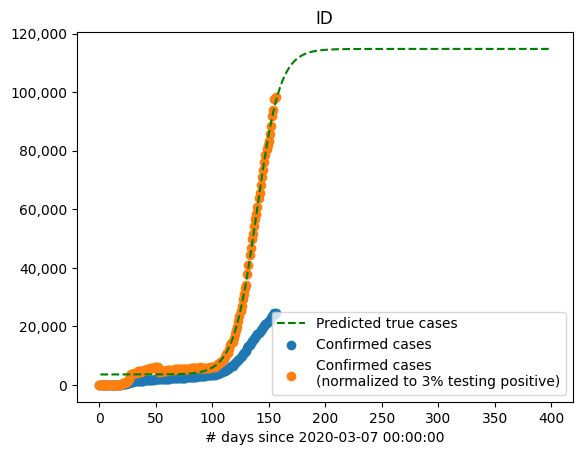 ID
120,000
100,000
80,000
60,000
40,000
20,000
0
Predicted true cases
Confirmed cases
Confirmed cases
(normalized to 3% testing positive)
0 50 100 150 200 250 300 350 400
# days since 2020-03-07 00:00:00